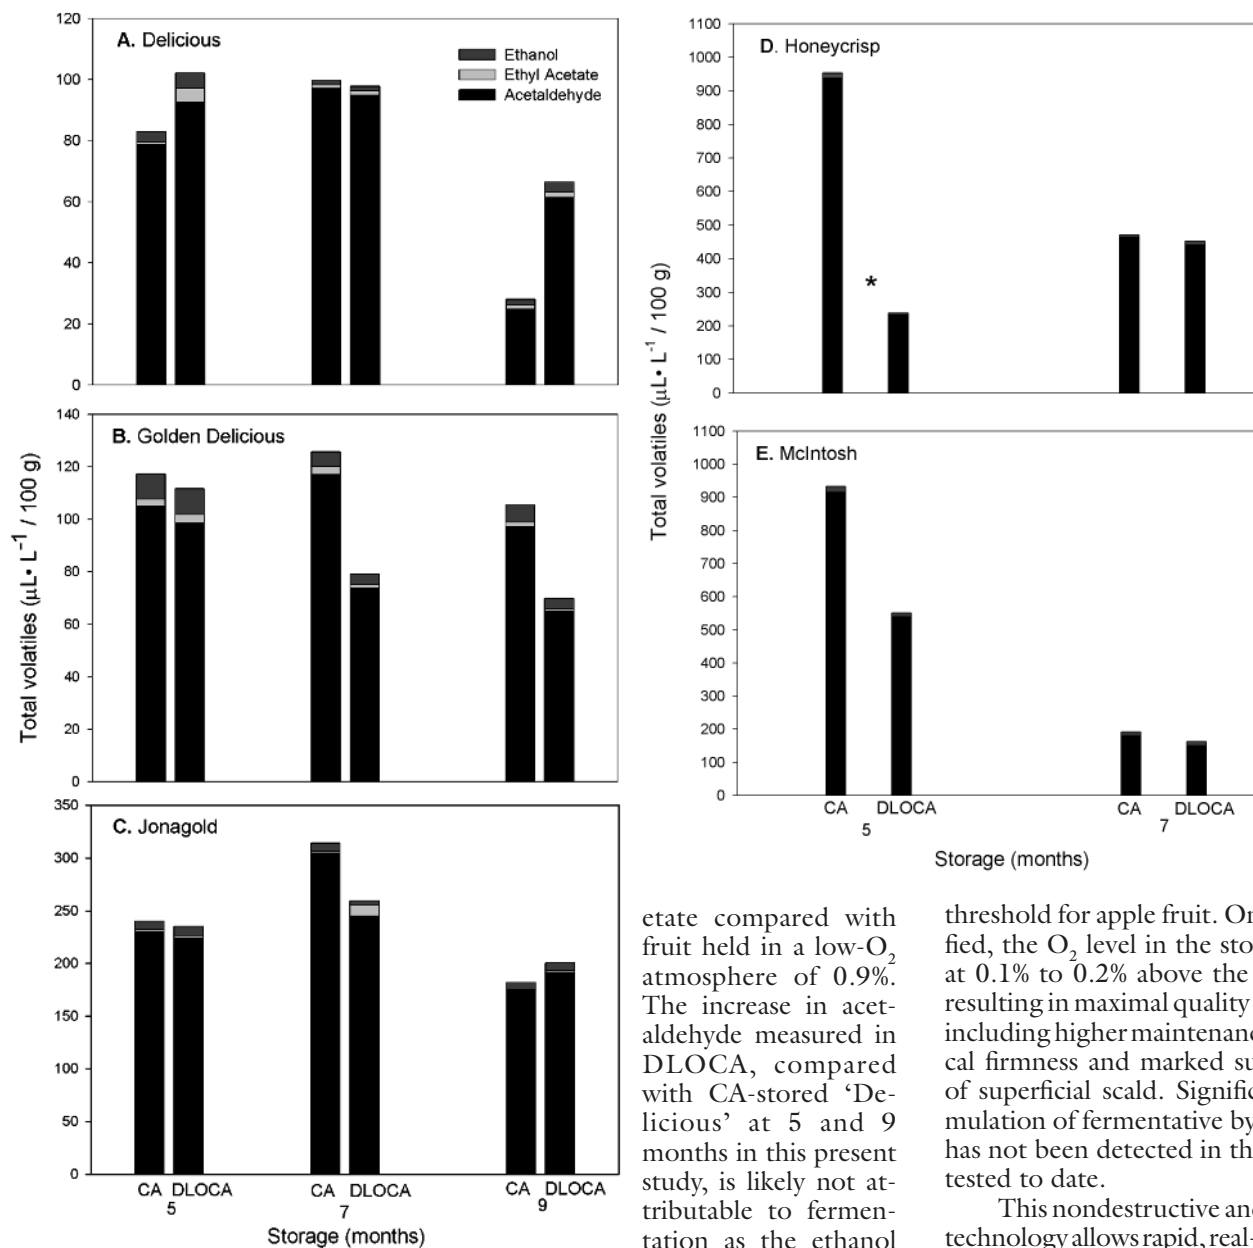 A. Delicious
Ethanol
Ethyl Acetate
Acetaldehyde
120
100
80
60
40
20
0
B. Golden Delicious
140
120
100
80
60
40
20
0
Total volatiles (μL• L⁻¹ / 100 g)
C. Jonagold
350
300
250
200
150
100
50
0
CA DLOCA CA DLOCA CA DLOCA
5 7 9
Storage (months)
D. Honeycrisp
1100
1000
900
800
700
600
500
400
300
200
100
0
*
Total volatiles (μL• L⁻¹ / 100 g)
E. McIntosh
1100
1000
900
800
700
600
500
400
300
200
100
0
CA DLOCA CA DLOCA
5 7
Storage (months)
etate compared with
fruit held in a low-O₂
atmosphere of 0.9%.
The increase in acet-
aldehyde measured in
DLOCA, compared
with CA-stored ‘De-
licious’ at 5 and 9
months in this present
study, is likely not at-
tributable to fermen-
tation as the ethanol
threshold for apple fruit. On
fied, the O₂ level in the sto
at 0.1% to 0.2% above the
resulting in maximal quality
including higher maintenanc
cal firmness and marked su
of superficial scald. Signific
mulation of fermentative by
has not been detected in th
tested to date.
This nondestructive and
technology allows rapid, real-